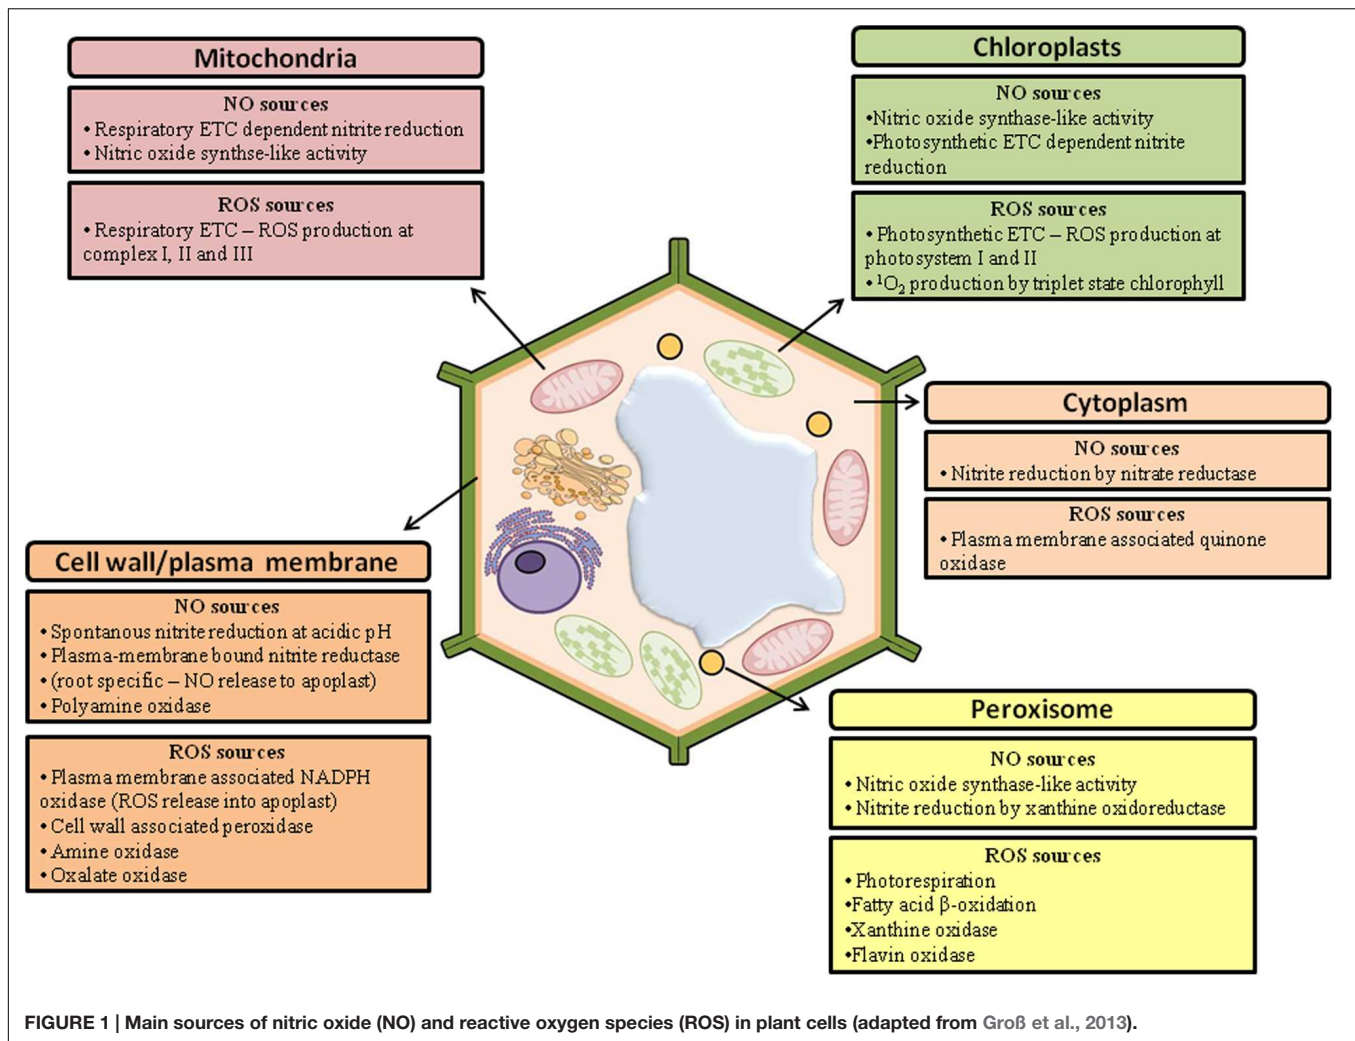 Mitochondria
NO sources
• Respiratory ETC dependent nitrite reduction
• Nitric oxide synthse-like activity
ROS sources
• Respiratory ETC – ROS production at
complex I, II and III
Chloroplasts
NO sources
•Nitric oxide synthase-like activity
•Photosynthetic ETC dependent nitrite
reduction
ROS sources
• Photosynthetic ETC – ROS production at
photosystem I and II
• ¹O₂ production by triplet state chlorophyll
Cytoplasm
NO sources
• Nitrite reduction by nitrate reductase
ROS sources
• Plasma membrane associated quinone
oxidase
Cell wall/plasma membrane
NO sources
• Spontanous nitrite reduction at acidic pH
• Plasma-membrane bound nitrite reductase
• (root specific – NO release to apoplast)
• Polyamine oxidase
ROS sources
• Plasma membrane associated NADPH
oxidase (ROS release into apoplast)
• Cell wall associated peroxidase
• Amine oxidase
• Oxalate oxidase
Peroxisome
NO sources
• Nitric oxide synthase-like activity
• Nitrite reduction by xanthine oxidoreductase
ROS sources
• Photorespiration
•Fatty acid β-oxidation
•Xanthine oxidase
•Flavin oxidase
FIGURE 1 | Main sources of nitric oxide (NO) and reactive oxygen species (ROS) in plant cells (adapted from Groß et al., 2013).